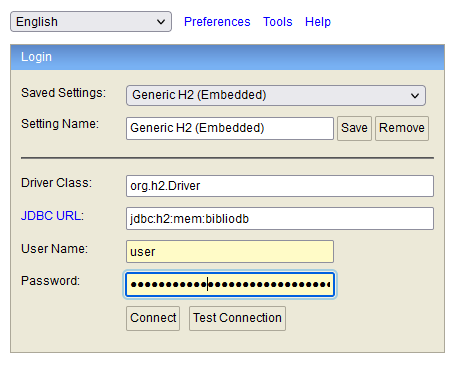 English Preferences Tools Help
Login
Saved Settings: Generic H2 (Embedded)
Setting Name: Generic H2 (Embedded) Save Remove
Driver Class: org.h2.Driver
JDBC URL: jdbc:h2:mem:bibliodb
User Name: user
Password: ●●●●●●●●●●●●●●●●●●●●●●●●●●●●●
Connect Test Connection